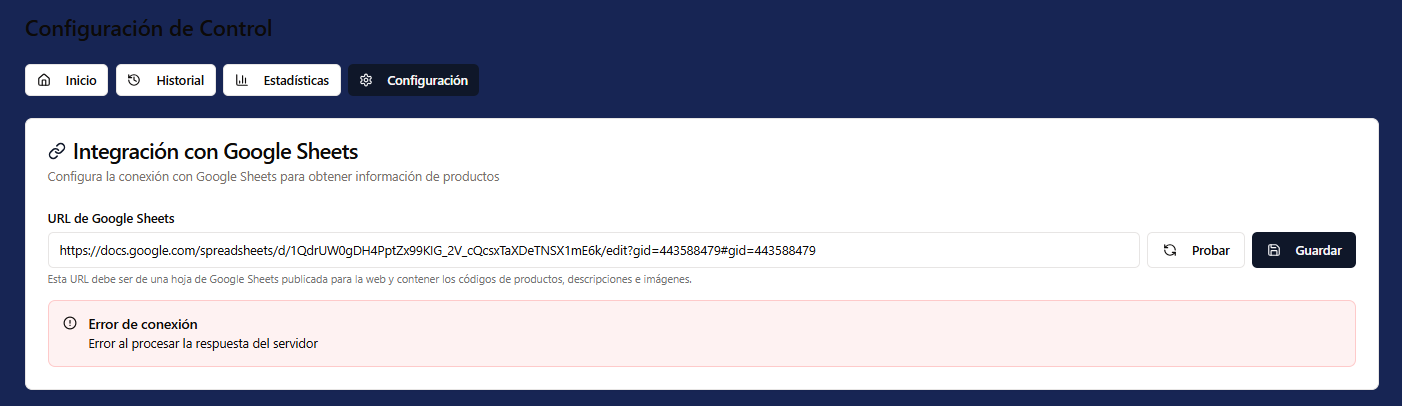 Configuración de Control
Inicio Historial Estadísticas Configuración
Integración con Google Sheets
Configura la conexión con Google Sheets para obtener información de productos
URL de Google Sheets
https://docs.google.com/spreadsheets/d/1QdrUW0gDH4PptZx99KIG_2V_cQcsxTaXDeTNSX1mE6k/edit?gid=443588479#gid=443588479 Probar Guardar
Esta URL debe ser de una hoja de Google Sheets publicada para la web y contener los códigos de productos, descripciones e imágenes.
Error de conexión
Error al procesar la respuesta del servidor